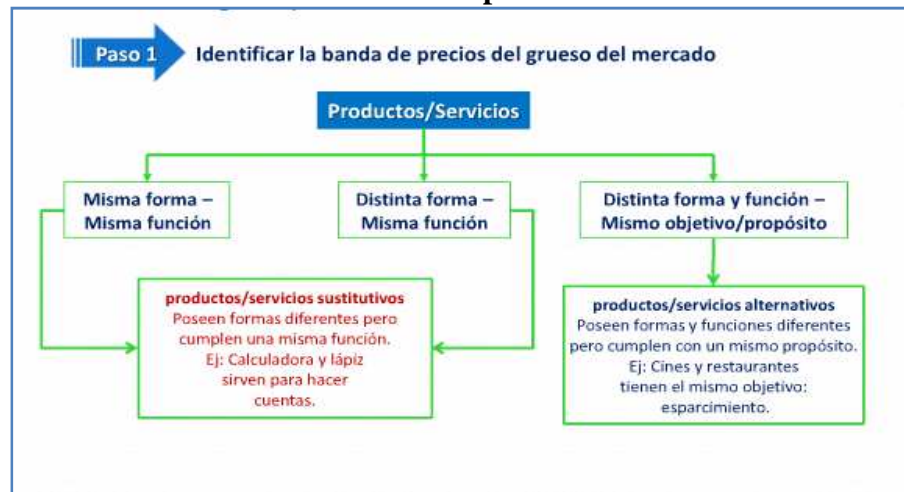 Paso 1
Identificar la banda de precios del grueso del mercado
Productos/Servicios
Misma forma –
Misma función
Distinta forma –
Misma función
Distinta forma y función –
Mismo objetivo/propósito
productos/servicios sustitutivos
Poseen formas diferentes pero
cumplen una misma función.
Ej: Calculadora y lápiz
sirven para hacer
cuentas.
productos/servicios alternativos
Poseen formas y funciones diferentes
pero cumplen con un mismo propósito.
Ej: Cines y restaurantes
tienen el mismo objetivo:
esparcimiento.